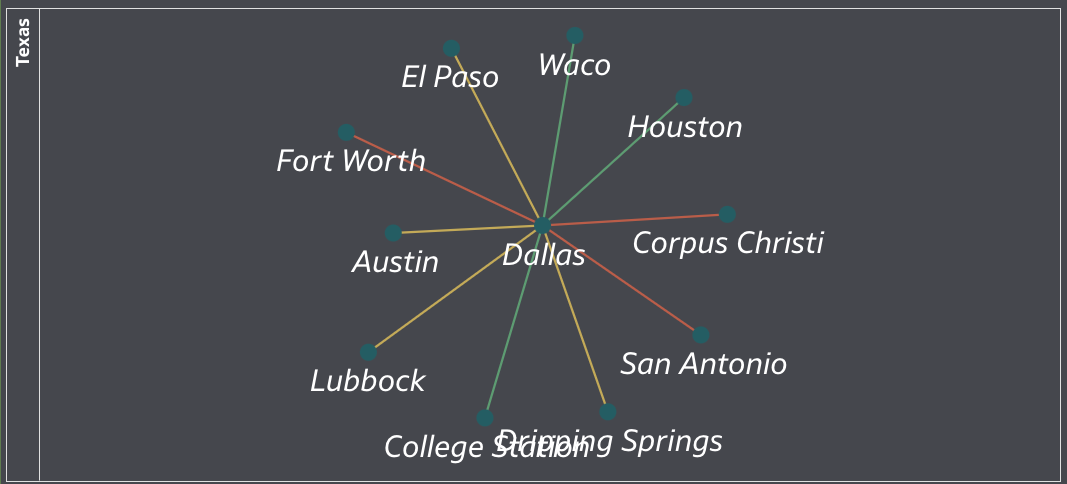 Texas
Waco
El Paso
Houston
Fort Worth
Corpus Christi
Dallas
Austin
San Antonio
Lubbock
Dripping Springs
College Station